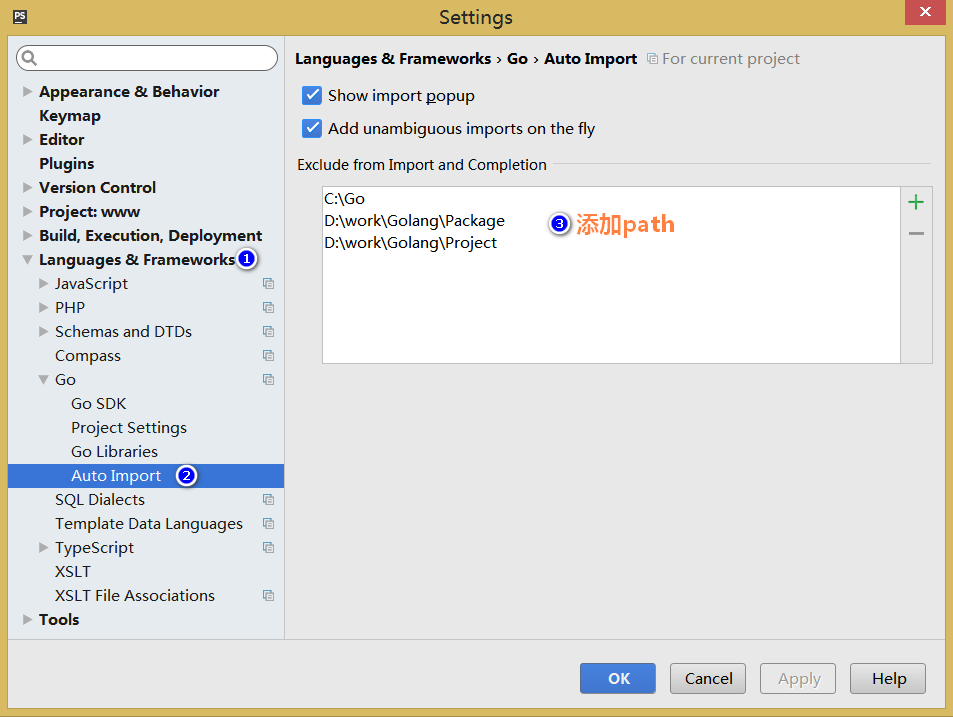 PS
Settings
Languages & Frameworks › Go › Auto Import For current project
Appearance & Behavior
Keymap
Editor
Plugins
Version Control
Project: www
Build, Execution, Deployment
Languages & Frameworks 1
JavaScript
PHP
Schemas and DTDs
Compass
Go
Go SDK
Project Settings
Go Libraries
Auto Import 2
SQL Dialects
Template Data Languages
TypeScript
XSLT
XSLT File Associations
Tools
Show import popup
Add unambiguous imports on the fly
Exclude from Import and Completion
C:\Go
D:\work\Golang\Package
D:\work\Golang\Project
3 添加path
OK
Cancel
Apply
Help